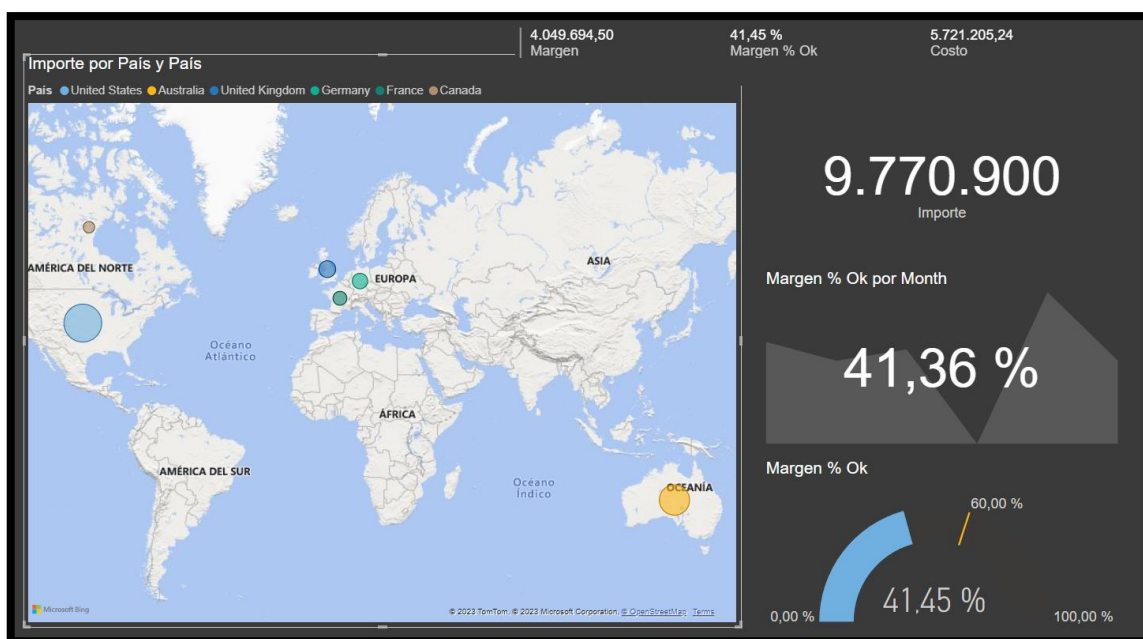 4.049.694,50
Margen
41,45 %
Margen % Ok
5.721.205,24
Costo
Importe por País y País
País United States Australia United Kingdom Germany France Canada
AMÉRICA DEL NORTE
EUROPA
ASIA
Océano
Atlántico
ÁFRICA
AMÉRICA DEL SUR
Océano
Índico
OCEANÍA
Microsoft Bing
© 2023 TomTom, © 2023 Microsoft Corporation, © OpenStreetMap Terms
9.770.900
Importe
Margen % Ok por Month
41,36 %
Margen % Ok
60,00 %
41,45 %
0,00 %
100,00 %